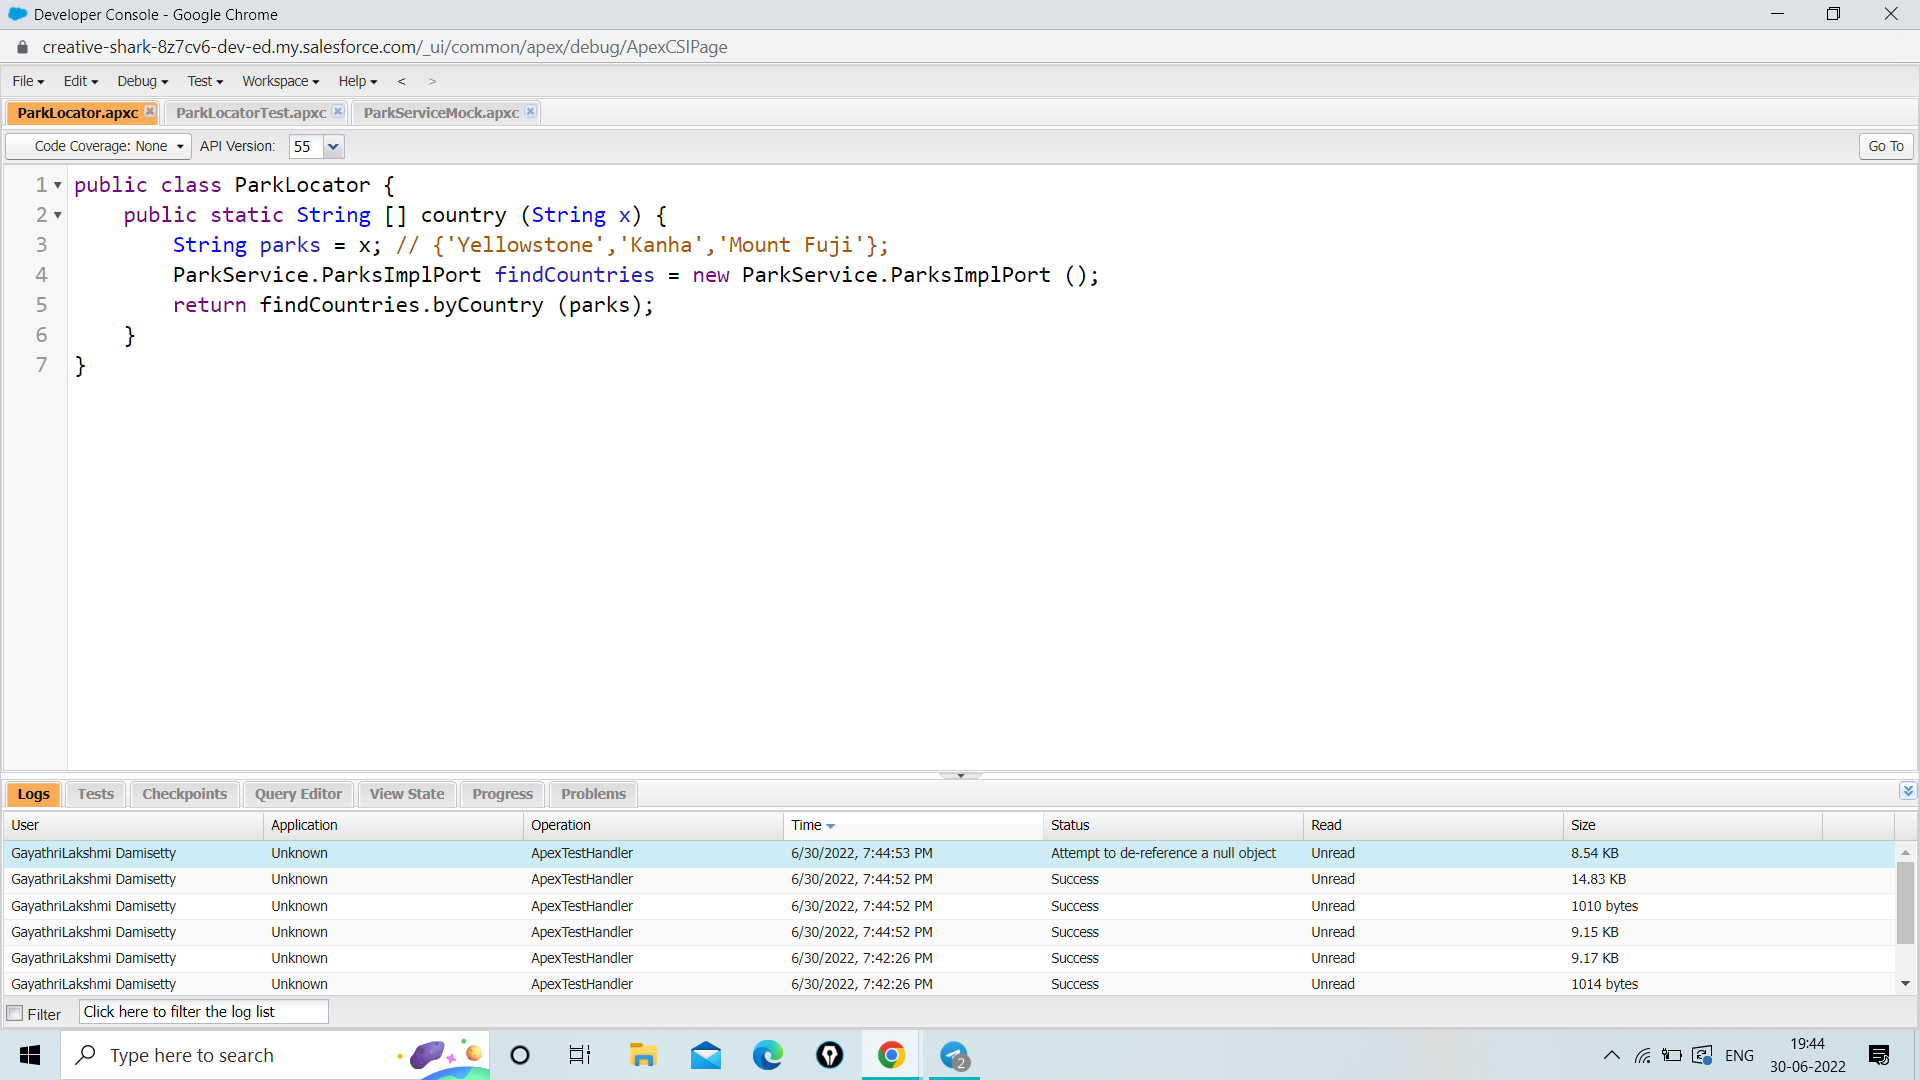 Developer Console - Google Chrome
creative-shark-8z7cv6-dev-ed.my.salesforce.com/_ui/common/apex/debug/ApexCSIPage
File Edit Debug Test Workspace Help < >
ParkLocator.apxc ParkLocatorTest.apxc ParkServiceMock.apxc
Code Coverage: None API Version: 55 Go To
1 public class ParkLocator {
2 public static String [] country (String x) {
3 String parks = x; // {'Yellowstone','Kanha','Mount Fuji'};
4 ParkService.ParksImplPort findCountries = new ParkService.ParksImplPort ();
5 return findCountries.byCountry (parks);
6 }
7 }
Logs Tests Checkpoints Query Editor View State Progress Problems
User Application Operation Time Status Read Size
GayathriLakshmi Damisetty Unknown ApexTestHandler 6/30/2022, 7:44:53 PM Attempt to de-reference a null object Unread 8.54 KB
GayathriLakshmi Damisetty Unknown ApexTestHandler 6/30/2022, 7:44:52 PM Success Unread 14.83 KB
GayathriLakshmi Damisetty Unknown ApexTestHandler 6/30/2022, 7:44:52 PM Success Unread 1010 bytes
GayathriLakshmi Damisetty Unknown ApexTestHandler 6/30/2022, 7:44:52 PM Success Unread 9.15 KB
GayathriLakshmi Damisetty Unknown ApexTestHandler 6/30/2022, 7:42:26 PM Success Unread 9.17 KB
GayathriLakshmi Damisetty Unknown ApexTestHandler 6/30/2022, 7:42:26 PM Success Unread 1014 bytes
Filter Click here to filter the log list
Type here to search 2 ENG 19:44
30-06-2022